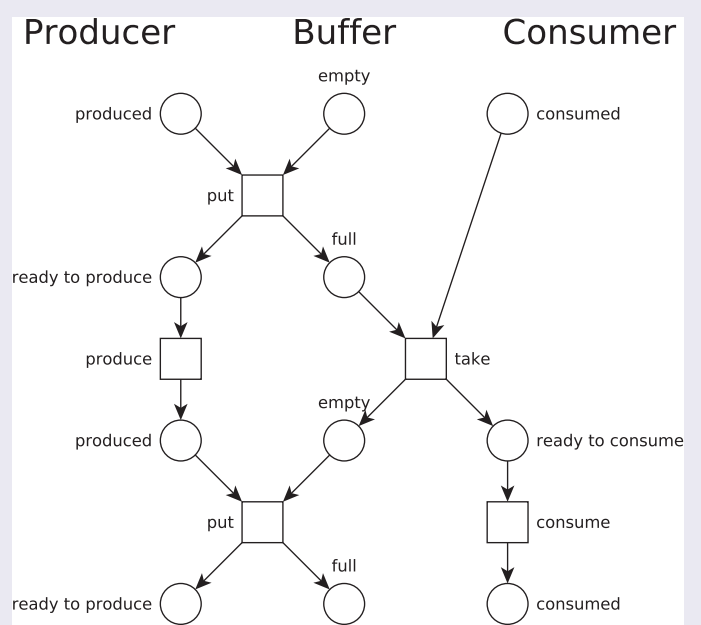 Producer Buffer Consumer
empty
produced consumed
put
full
ready to produce
produce take
empty
produced ready to consume
put consume
full
ready to produce consumed